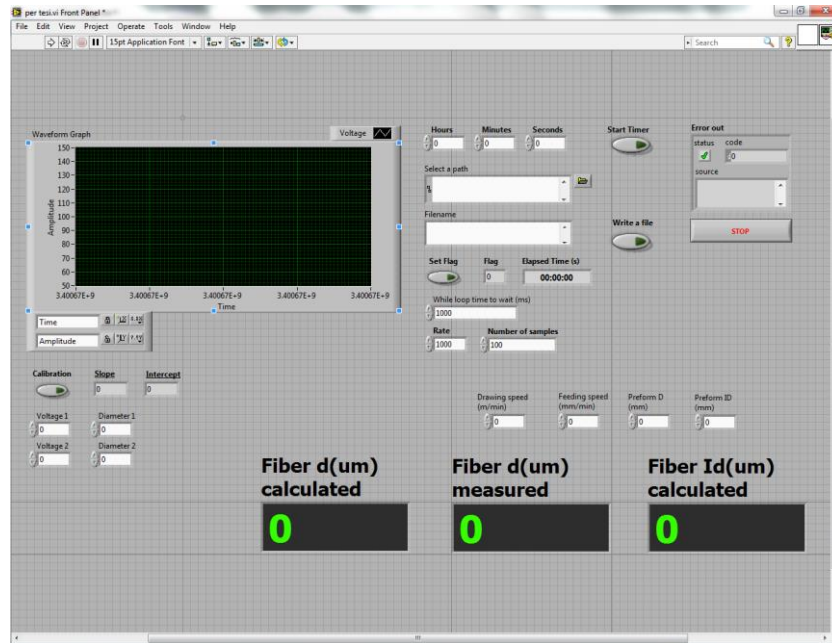 per tesi.vi Front Panel *
File Edit View Project Operate Tools Window Help
15pt Application Font
Search
Waveform Graph
Voltage
150
140
130
120
110
100
90
80
70
60
50
Amplitude
3.40067E+9 3.40067E+9 3.40067E+9 3.40067E+9 3.40067E+9
Time
Time
Amplitude
Hours Minutes Seconds
0 0 0
Start Timer
Select a path
Filename
Write a file
Error out
status code
0
source
STOP
Set Flag Flag Elapsed Time (s)
0 00:00:00
While loop time to wait (ms)
1000
Rate Number of samples
1000 100
Calibration Slope Intercept
0 0
Voltage 1 Diameter 1
0 0
Voltage 2 Diameter 2
0 0
Drawing speed (m/min)
0
Feeding speed (mm/min)
0
Preform D (mm)
0
Preform ID (mm)
0
Fiber d(um)
calculated
0
Fiber d(um)
measured
0
Fiber Id(um)
calculated
0